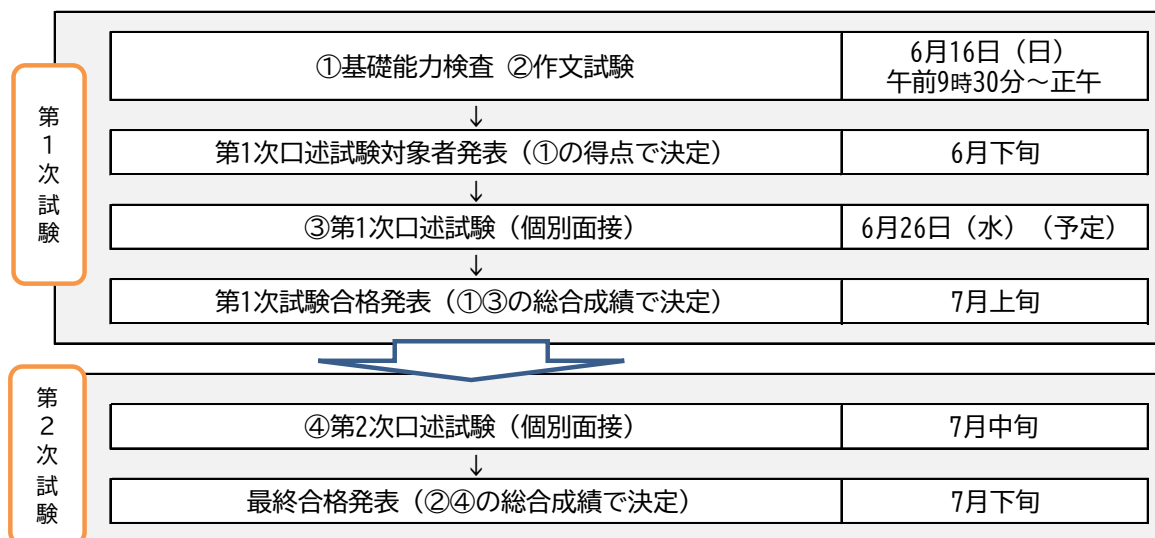 第1次試験
①基礎能力検査 ②作文試験
6月16日（日）
午前9時30分～正午
↓
第1次口述試験対象者発表（①の得点で決定）
6月下旬
↓
③第1次口述試験（個別面接）
6月26日（水）（予定）
↓
第1次試験合格発表（①③の総合成績で決定）
7月上旬
第2次試験
④第2次口述試験（個別面接）
7月中旬
↓
最終合格発表（②④の総合成績で決定）
7月下旬